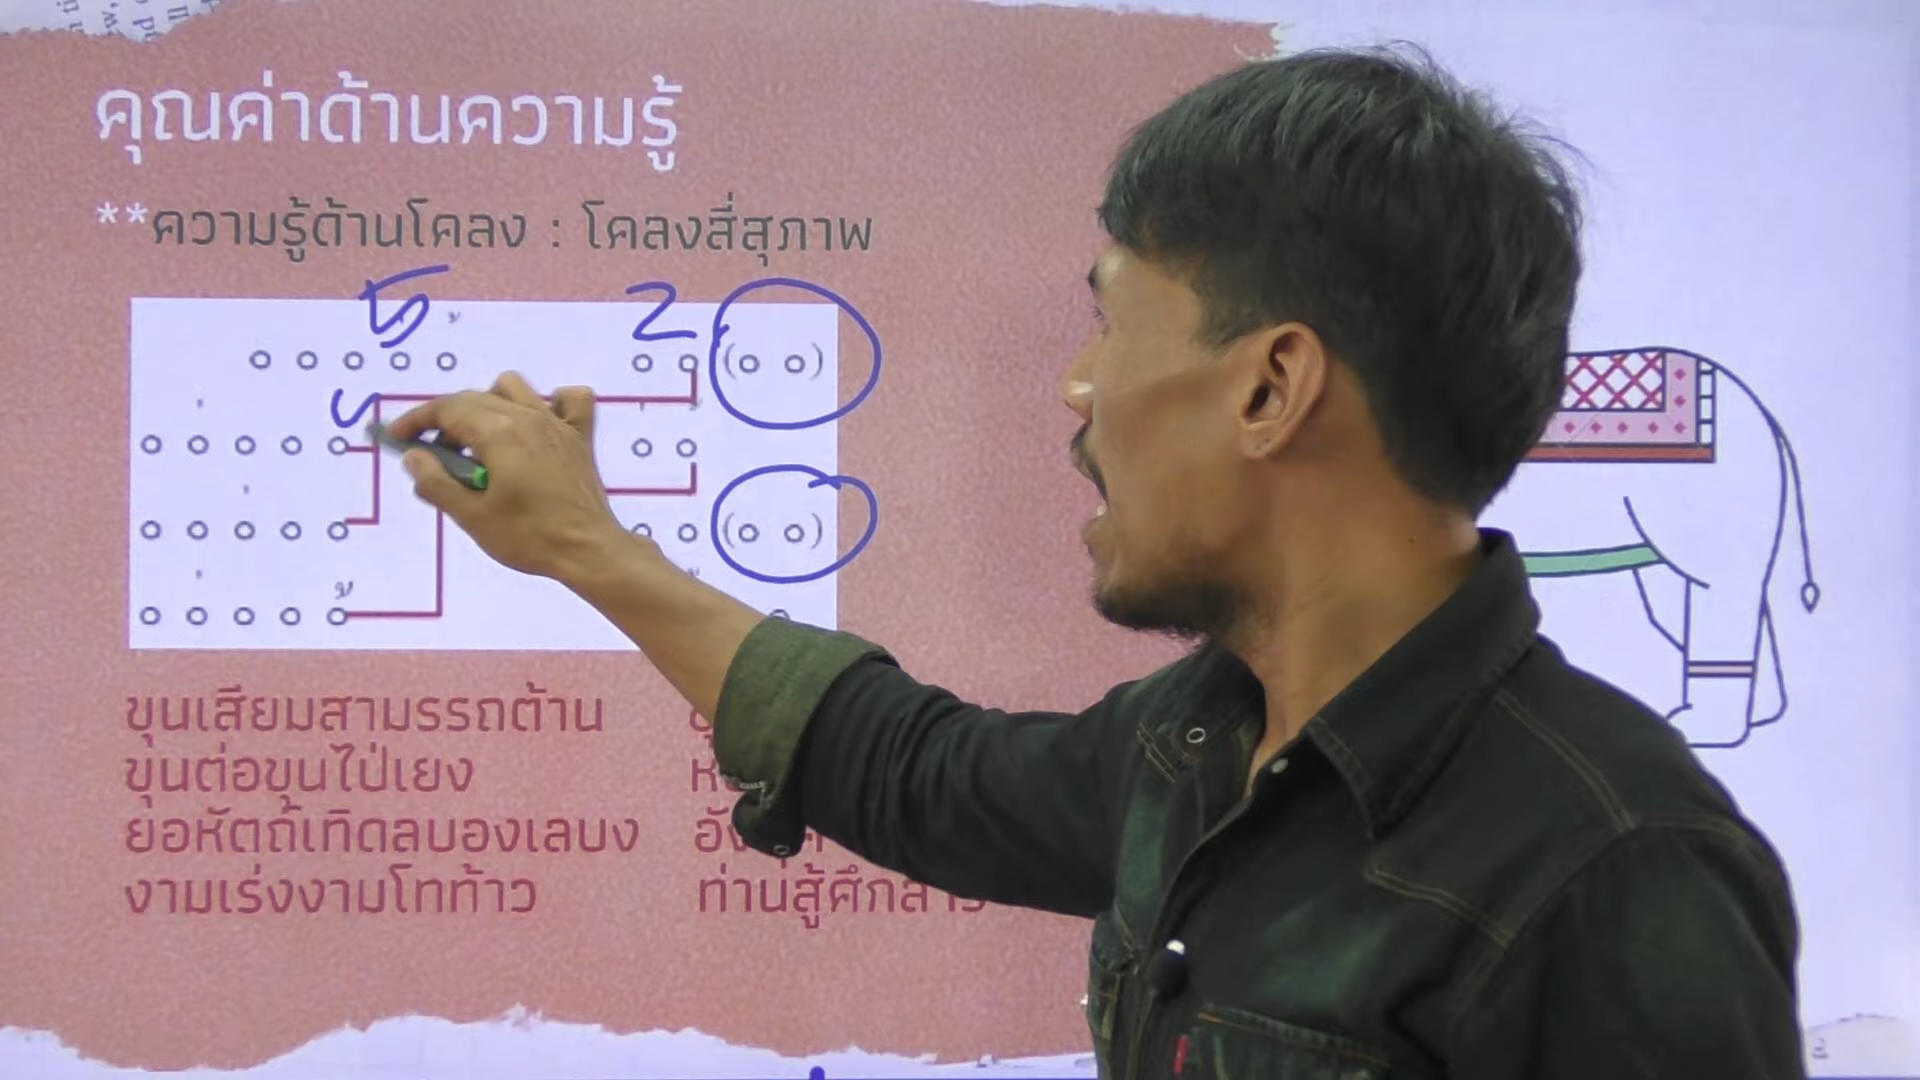 คุณค่าด้านความรู้
**ความรู้ด้านโคลง : โคลงสี่สุภาพ
5 2
ขุนเสียมสามรรถต้าน
ขุนต่อขุนไป่เยง
ยอหัตถ์เทิดลบองเลบง
งามเร่งงามโทท้าว ท่านสู้ศึกสาร